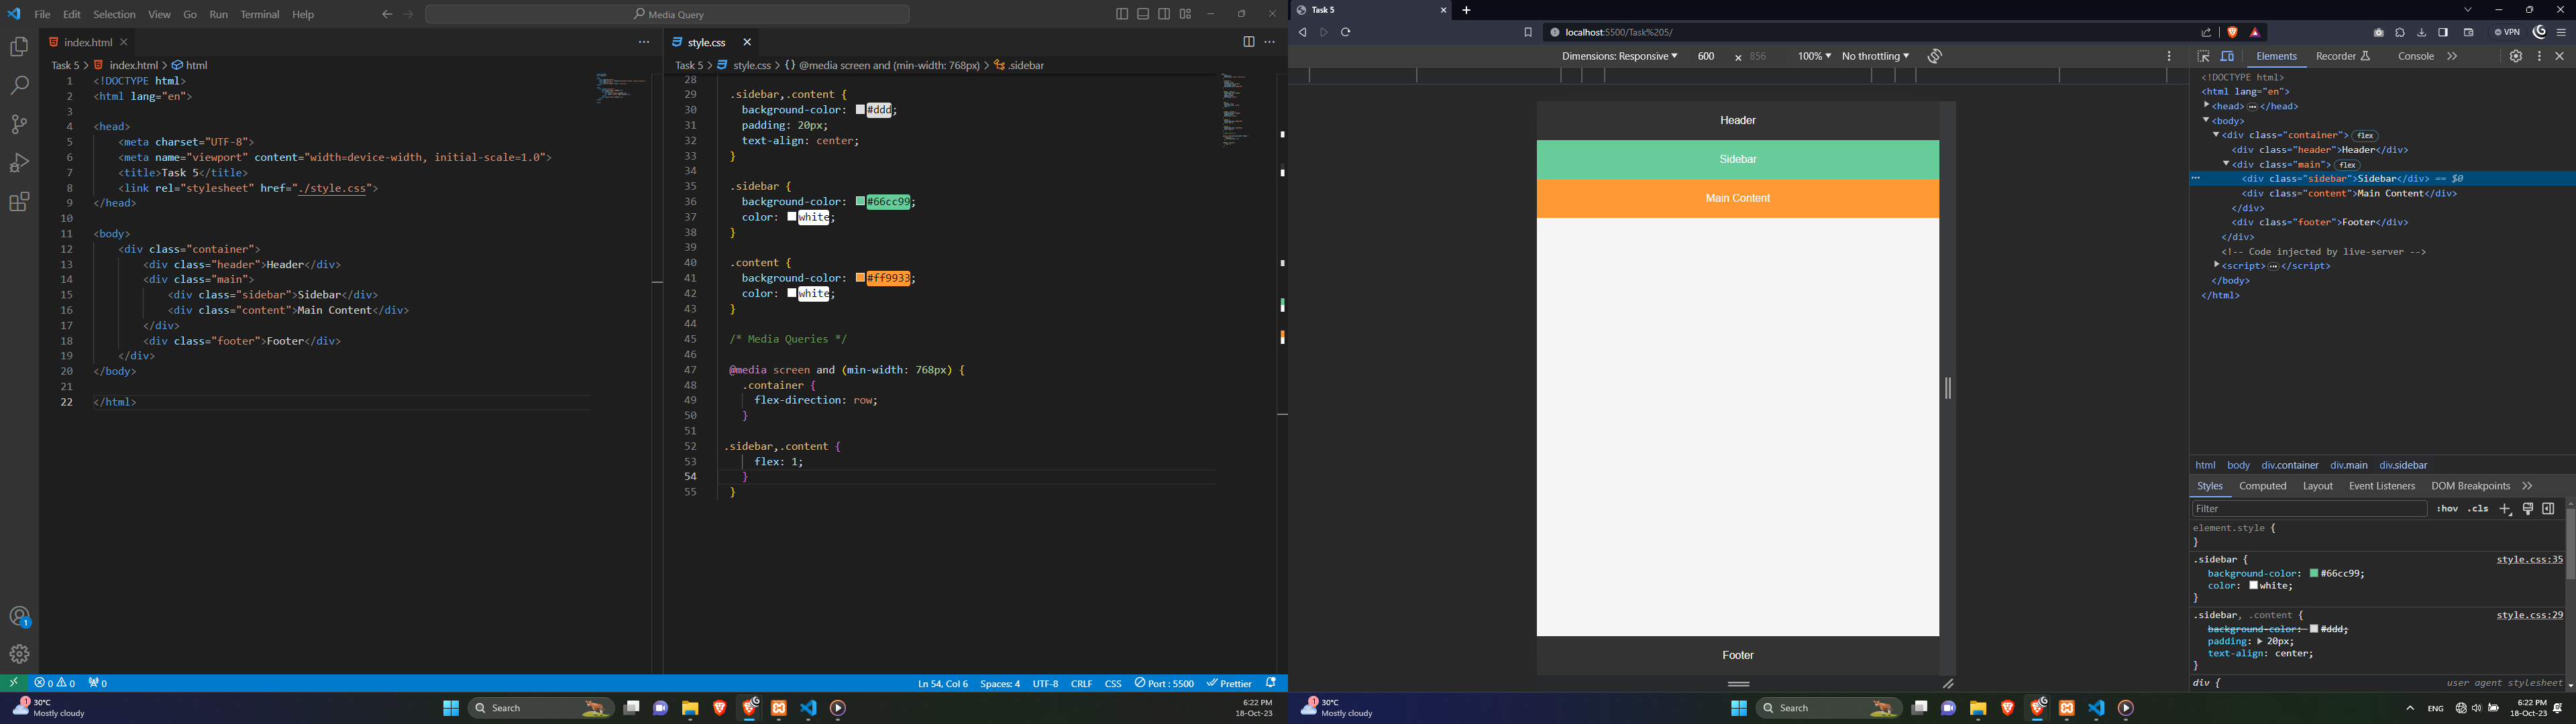 File Edit Selection View Go Run Terminal Help
Media Query
index.html
Task 5 > index.html > html
1 <!DOCTYPE html>
2 <html lang="en">
3
4 <head>
5 <meta charset="UTF-8">
6 <meta name="viewport" content="width=device-width, initial-scale=1.0">
7 <title>Task 5</title>
8 <link rel="stylesheet" href="./style.css">
9 </head>
10
11 <body>
12 <div class="container">
13 <div class="header">Header</div>
14 <div class="main">
15 <div class="sidebar">Sidebar</div>
16 <div class="content">Main Content</div>
17 </div>
18 <div class="footer">Footer</div>
19 </div>
20 </body>
21
22 </html>
style.css
Task 5 > style.css > {} @media screen and (min-width: 768px) > .sidebar
28
29 .sidebar,.content {
30 background-color: #ddd;
31 padding: 20px;
32 text-align: center;
33 }
34
35 .sidebar {
36 background-color: #66cc99;
37 color: white;
38 }
39
40 .content {
41 background-color: #ff9933;
42 color: white;
43 }
44
45 /* Media Queries */
46
47 @media screen and (min-width: 768px) {
48 .container {
49 flex-direction: row;
50 }
51
52 .sidebar,.content {
53 flex: 1;
54 }
55 }
1
0 0 0
Ln 54, Col 6 Spaces: 4 UTF-8 CRLF CSS Port : 5500 Prettier
1
30°C
Mostly cloudy
Search
6:22 PM
18-Oct-23
Task 5
localhost:5500/Task%205/
VPN
Dimensions: Responsive 600 × 856 100% No throttling
Header
Sidebar
Main Content
Footer
Elements Recorder Console >>
<!DOCTYPE html>
<html lang="en">
<head> </head>
<body>
<div class="container"> flex
<div class="header">Header</div>
<div class="main"> flex
<div class="sidebar">Sidebar</div> == $0
<div class="content">Main Content</div>
</div>
<div class="footer">Footer</div>
</div>
<!-- Code injected by live-server -->
<script> </script>
</body>
</html>
html body div.container div.main div.sidebar
Styles Computed Layout Event Listeners DOM Breakpoints >>
Filter :hov .cls
element.style {
}
.sidebar { style.css:35
background-color: #66cc99;
color: white;
}
.sidebar, .content { style.css:29
background-color: #ddd;
padding: 20px;
text-align: center;
}
div { user agent stylesheet
1
30°C
Mostly cloudy
Search
ENG
6:22 PM
18-Oct-23